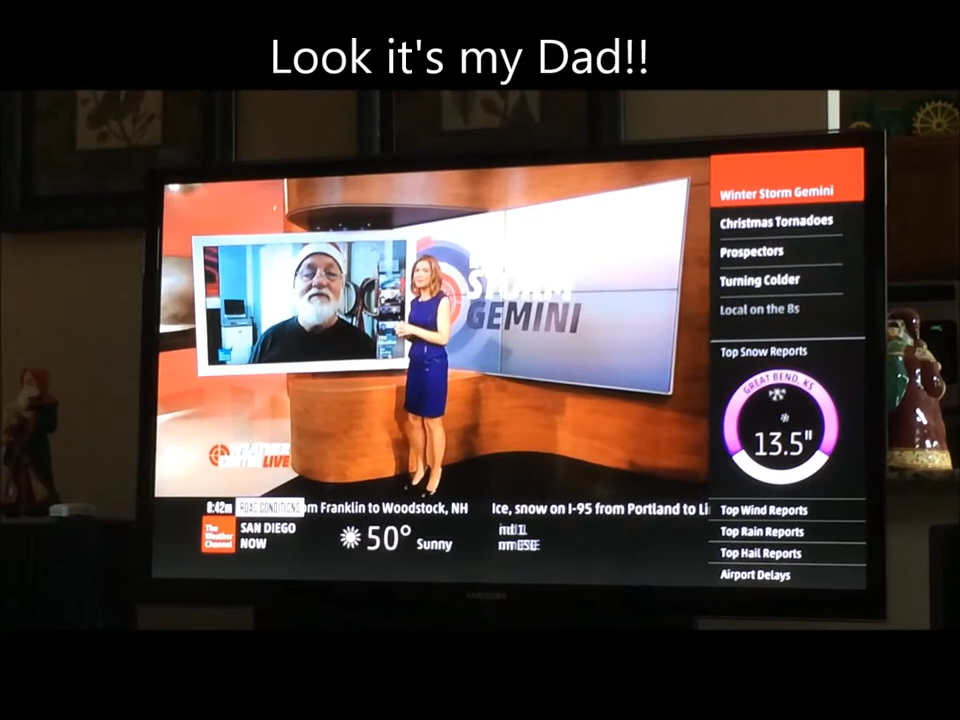 Look it's my Dad!!
Winter Storm Gemini
Christmas Tornadoes
Prospectors
Turning Colder
Local on the 8s
STORM
GEMINI
Top Snow Reports
GREAT BEND, KS
13.5"
WEATHER
CENTER LIVE
8:42m ROAD CONDITIONS om Franklin to Woodstock, NH Ice, snow on I-95 from Portland to Li
The
Weather
Channel
SAN DIEGO
NOW
50° Sunny
Top Wind Reports
Top Rain Reports
Top Hail Reports
Airport Delays
SAMSUNG